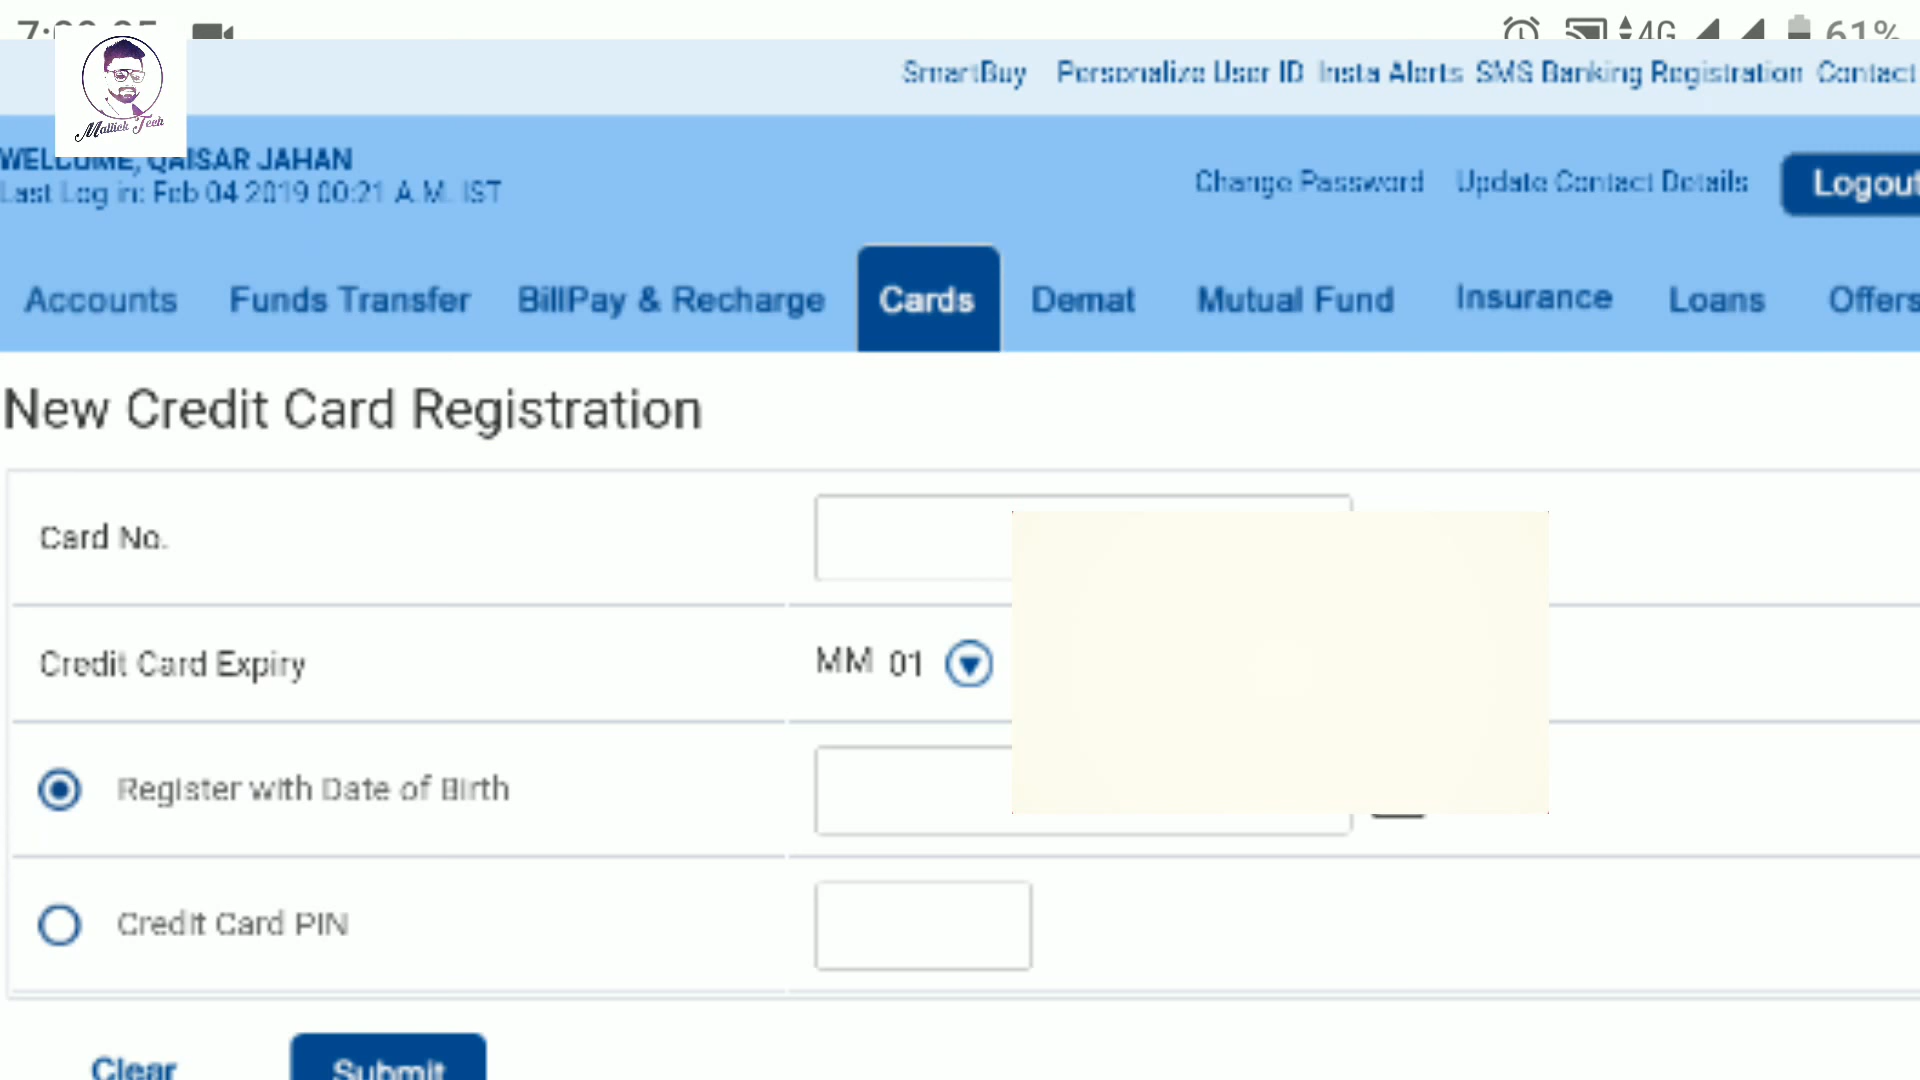 4G 61%
Mallick Tech
SmartBuy Personalize User ID Insta Alerts SMS Banking Registration Contact
WELCOME, QAISAR JAHAN
Last Log in: Feb 04 2019 00:21 A.M. IST
Change Password Update Contact Details Logout
Accounts Funds Transfer BillPay & Recharge Cards Demat Mutual Fund Insurance Loans Offers
New Credit Card Registration
Card No.
Credit Card Expiry MM 01
Register with Date of Birth
Credit Card PIN
Clear Submit